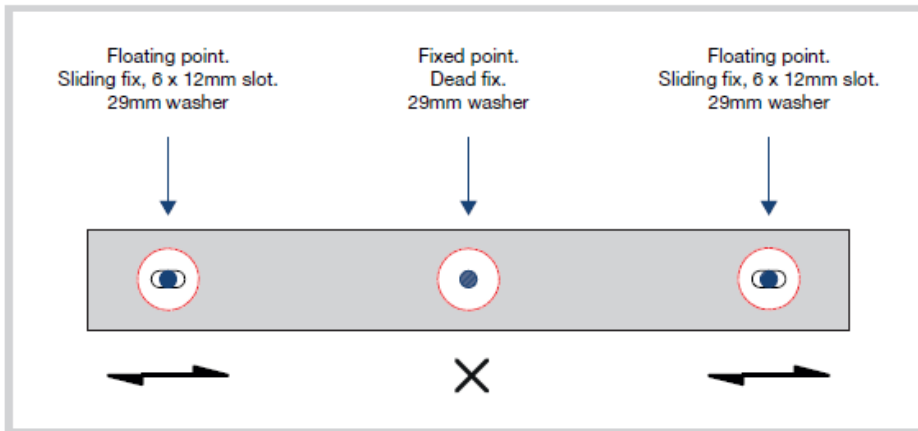 Floating point.
Sliding fix, 6 x 12mm slot.
29mm washer
Fixed point.
Dead fix.
29mm washer
Floating point.
Sliding fix, 6 x 12mm slot.
29mm washer